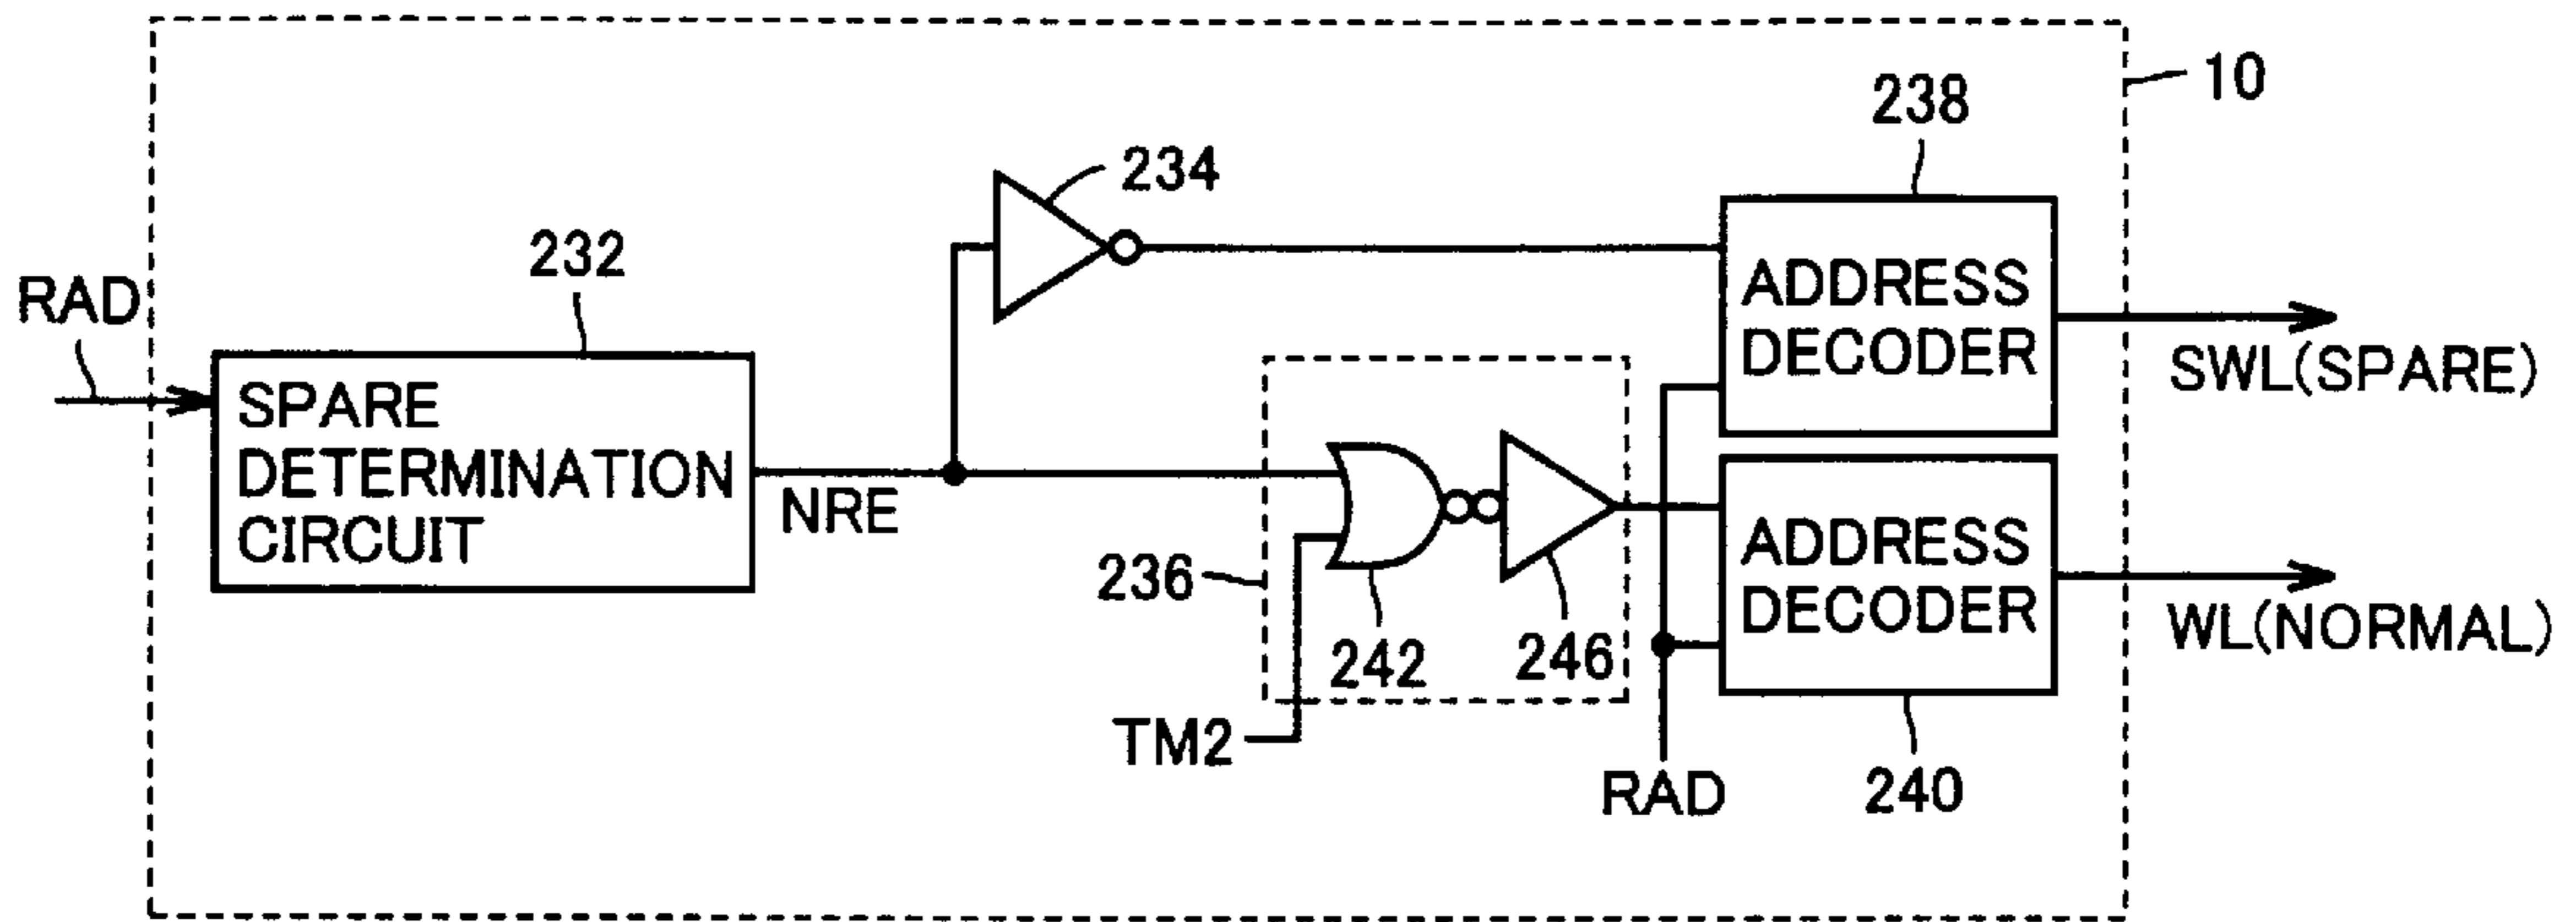 10
238
234
232
RAD
ADDRESS
DECODER
SPARE
DETERMINATION
CIRCUIT
SWL(SPARE)
NRE
236
ADDRESS
DECODER
242
246
WL(NORMAL)
TM2
RAD
240